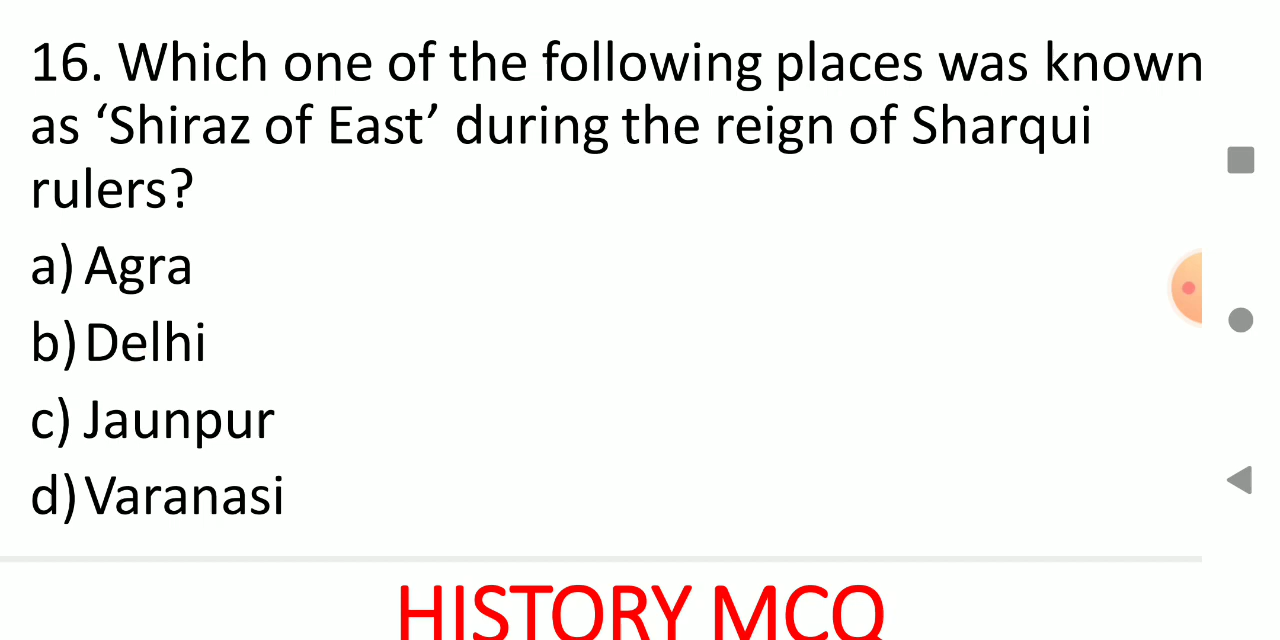 16. Which one of the following places was known
as ‘Shiraz of East’ during the reign of Sharqui
rulers?
a) Agra
b) Delhi
c) Jaunpur
d) Varanasi
HISTORY MCQ